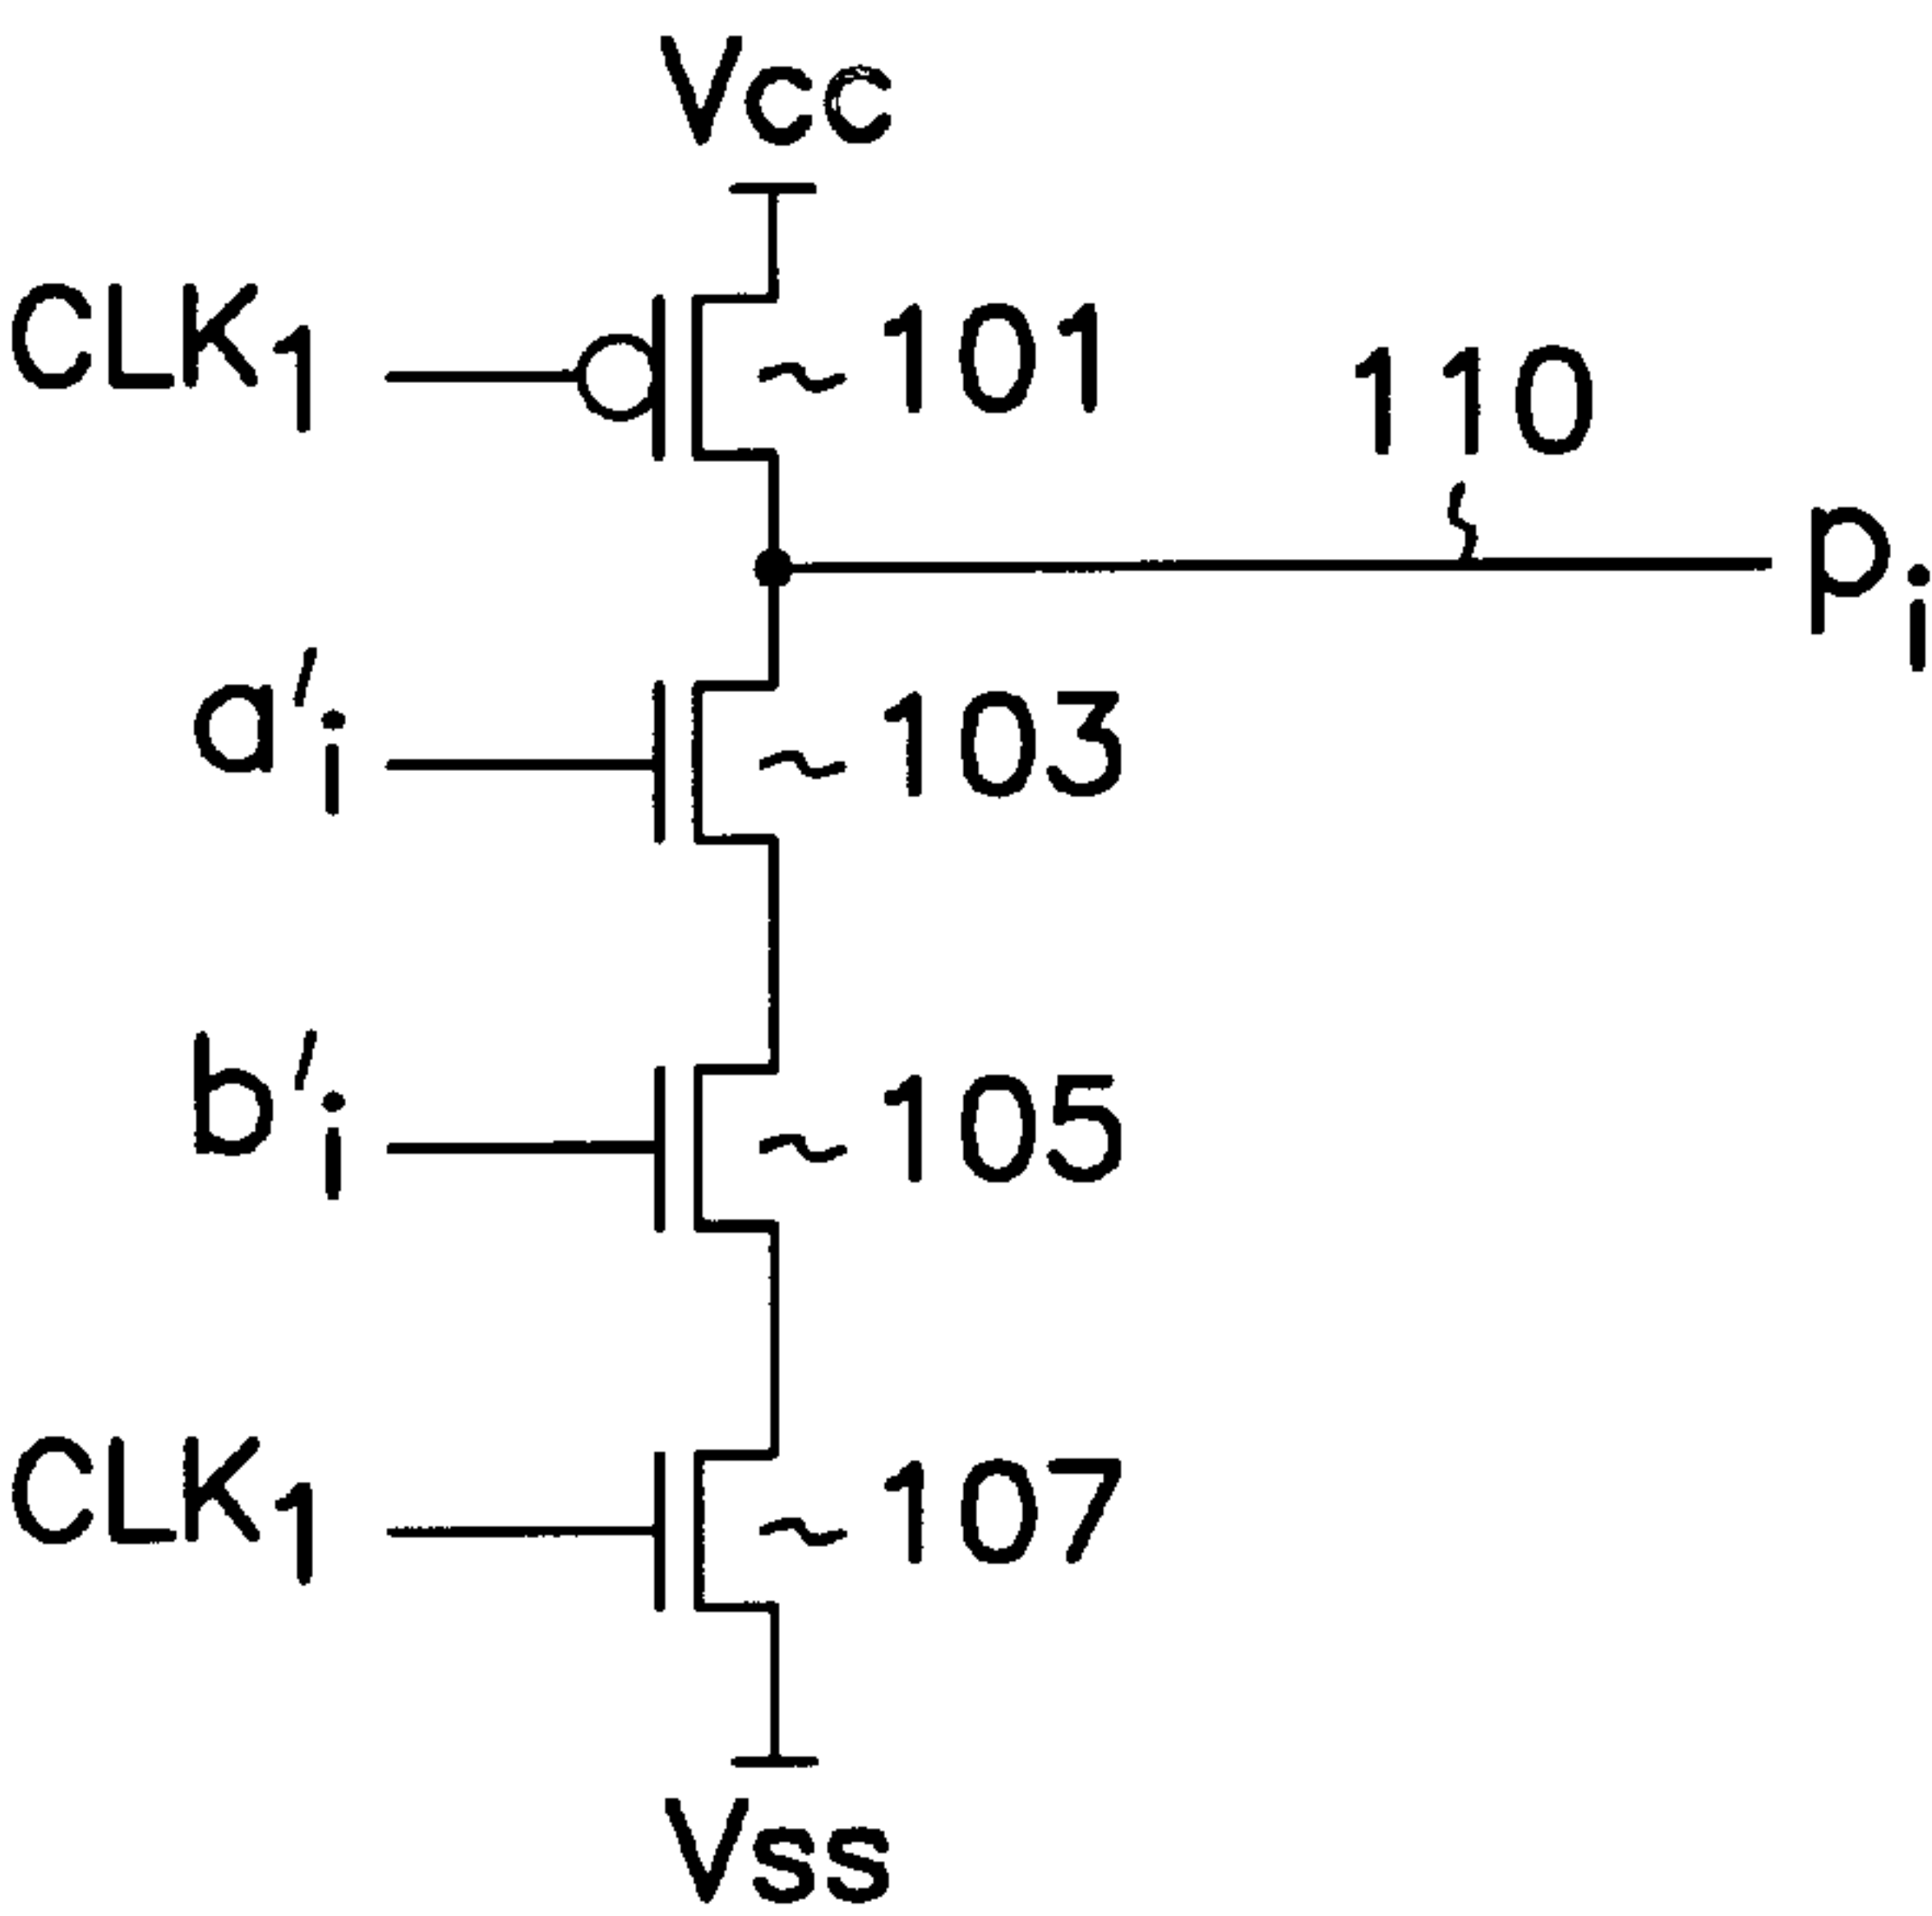 Vcc
CLK₁ 101
110
pᵢ
a′ᵢ 103
b′ᵢ 105
CLK₁ 107
Vss